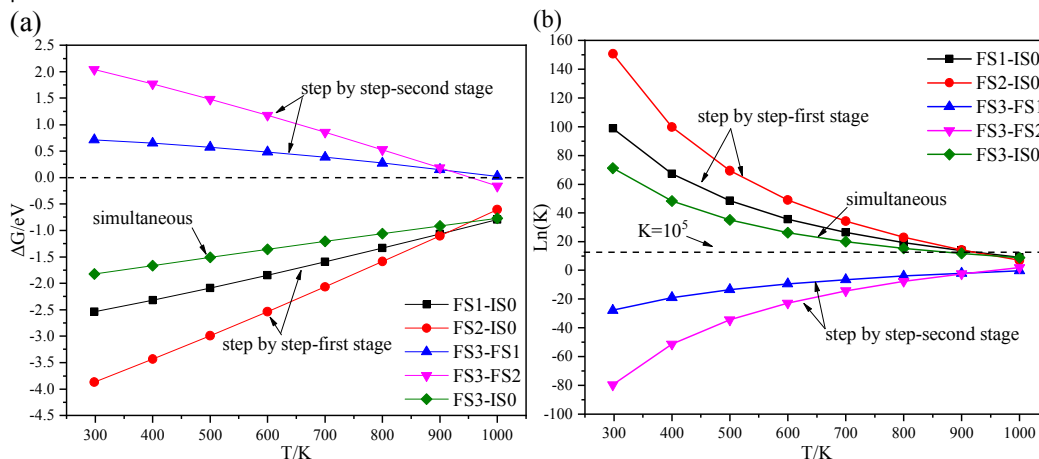 (a)
2.5
2.0
1.5
1.0
0.5
0.0
-0.5
-1.0
-1.5
-2.0
-2.5
-3.0
-3.5
-4.0
-4.5
ΔG/eV
step by step-second stage
simultaneous
step by step-first stage
FS1-IS0
FS2-IS0
FS3-FS1
FS3-FS2
FS3-IS0
300 400 500 600 700 800 900 1000
T/K
(b)
160
140
120
100
80
60
40
20
0
-20
-40
-60
-80
-100
Ln(K)
FS1-IS0
FS2-IS0
FS3-FS1
FS3-FS2
FS3-IS0
step by step-first stage
simultaneous
K=10⁵
step by step-second stage
300 400 500 600 700 800 900 1000
T/K